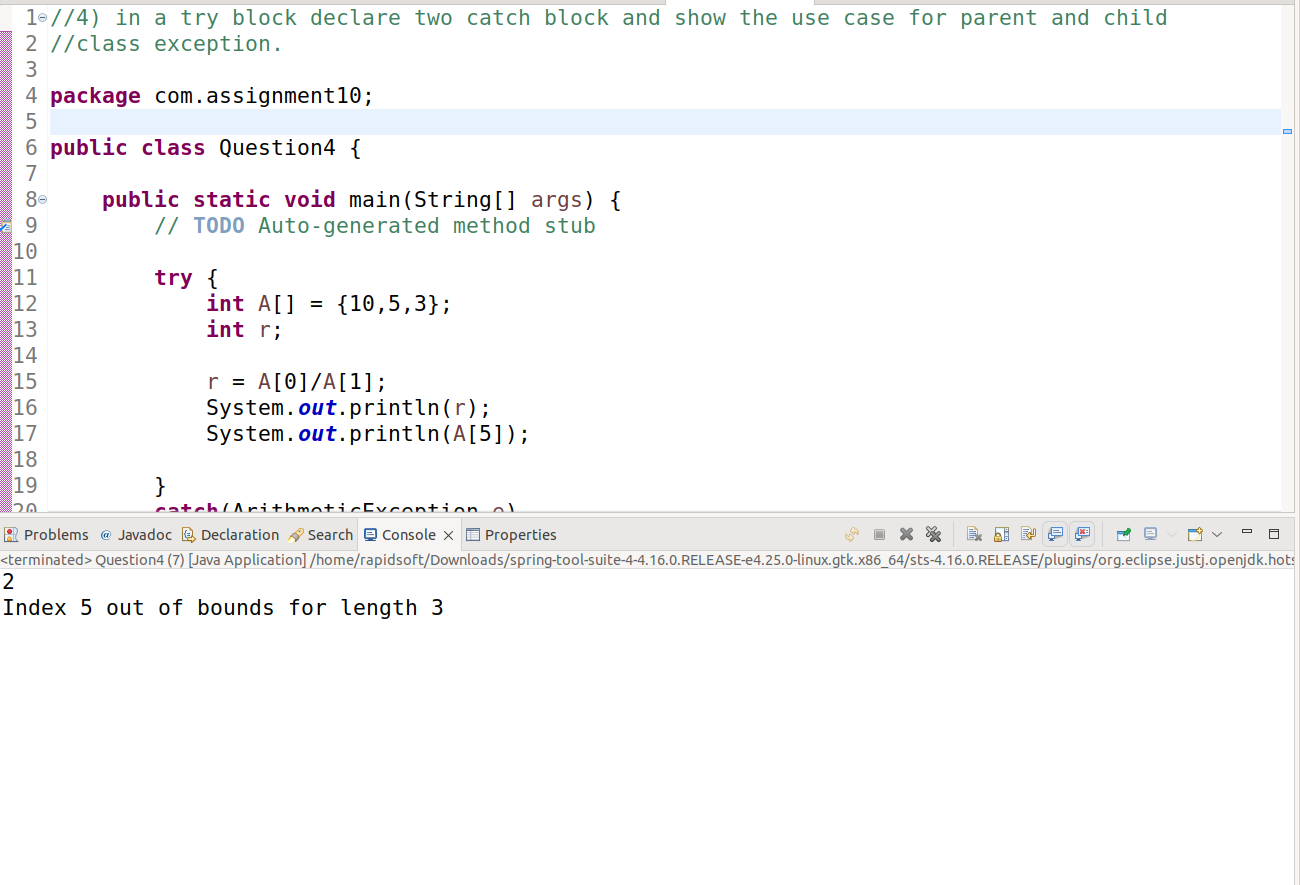 1 //4) in a try block declare two catch block and show the use case for parent and child
2 //class exception.
3
4 package com.assignment10;
5
6 public class Question4 {
7
8 public static void main(String[] args) {
9 // TODO Auto-generated method stub
10
11 try {
12 int A[] = {10,5,3};
13 int r;
14
15 r = A[0]/A[1];
16 System.out.println(r);
17 System.out.println(A[5]);
18
19 }
20 catch(ArithmeticException e)
Problems @ Javadoc Declaration Search Console Properties
<terminated> Question4 (7) [Java Application] /home/rapidsoft/Downloads/spring-tool-suite-4-4.16.0.RELEASE-e4.25.0-linux.gtk.x86_64/sts-4.16.0.RELEASE/plugins/org.eclipse.justj.openjdk.hots
2
Index 5 out of bounds for length 3